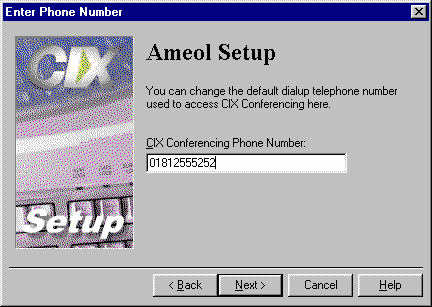 Enter Phone Number
CIX
Setup
Ameol Setup
You can change the default dialup telephone number
used to access CIX Conferencing here.
CIX Conferencing Phone Number:
01812555252
< Back
Next >
Cancel
Help